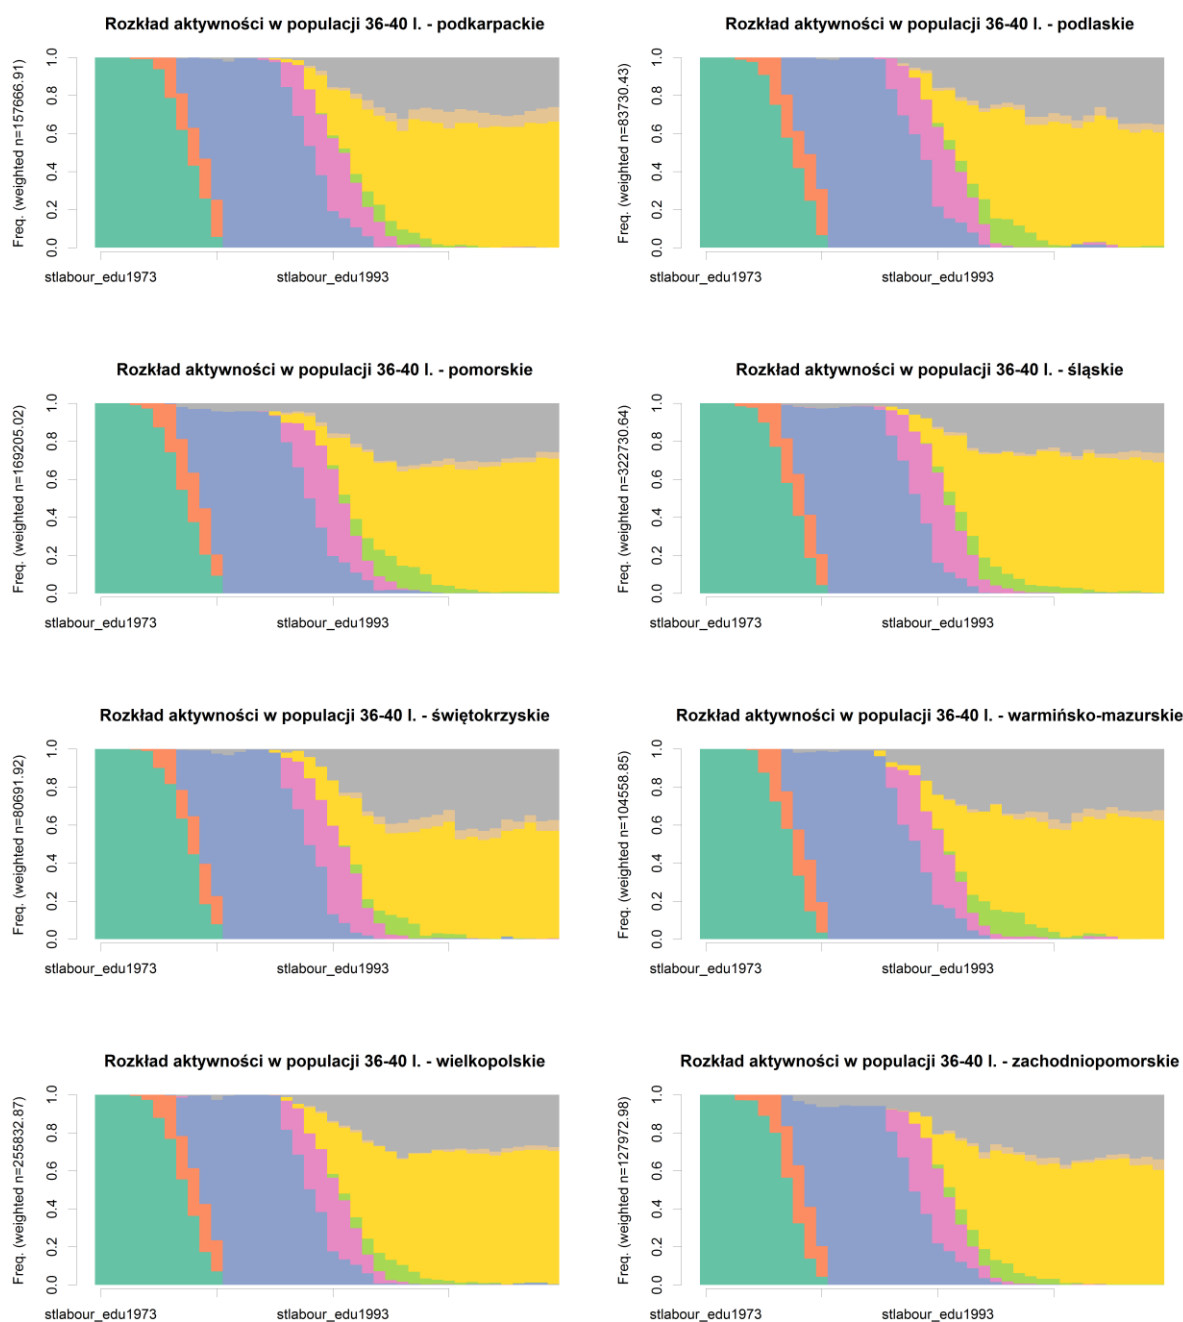 Rozkład aktywności w populacji 36-40 l. - podkarpackie
Freq. (weighted n=157666.91)
1.0
0.8
0.6
0.4
0.2
0.0
stlabour_edu1973 stlabour_edu1993
Rozkład aktywności w populacji 36-40 l. - podlaskie
Freq. (weighted n=83730.43)
1.0
0.8
0.6
0.4
0.2
0.0
stlabour_edu1973 stlabour_edu1993
Rozkład aktywności w populacji 36-40 l. - pomorskie
Freq. (weighted n=169205.02)
1.0
0.8
0.6
0.4
0.2
0.0
stlabour_edu1973 stlabour_edu1993
Rozkład aktywności w populacji 36-40 l. - śląskie
Freq. (weighted n=322730.64)
1.0
0.8
0.6
0.4
0.2
0.0
stlabour_edu1973 stlabour_edu1993
Rozkład aktywności w populacji 36-40 l. - świętokrzyskie
Freq. (weighted n=80691.92)
1.0
0.8
0.6
0.4
0.2
0.0
stlabour_edu1973 stlabour_edu1993
Rozkład aktywności w populacji 36-40 l. - warmińsko-mazurskie
Freq. (weighted n=104558.85)
1.0
0.8
0.6
0.4
0.2
0.0
stlabour_edu1973 stlabour_edu1993
Rozkład aktywności w populacji 36-40 l. - wielkopolskie
Freq. (weighted n=255832.87)
1.0
0.8
0.6
0.4
0.2
0.0
stlabour_edu1973 stlabour_edu1993
Rozkład aktywności w populacji 36-40 l. - zachodniopomorskie
Freq. (weighted n=127972.98)
1.0
0.8
0.6
0.4
0.2
0.0
stlabour_edu1973 stlabour_edu1993